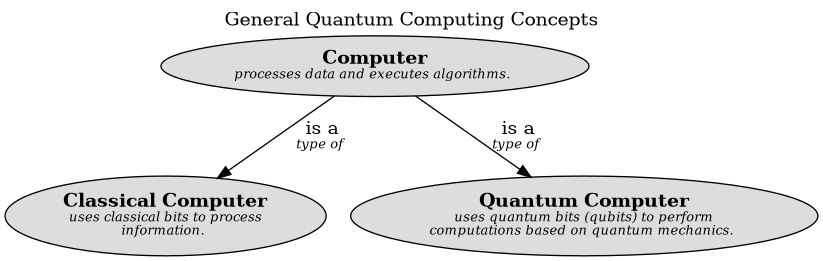 General Quantum Computing Concepts
Computer
processes data and executes algorithms.
is a
type of
is a
type of
Classical Computer
uses classical bits to process
information.
Quantum Computer
uses quantum bits (qubits) to perform
computations based on quantum mechanics.